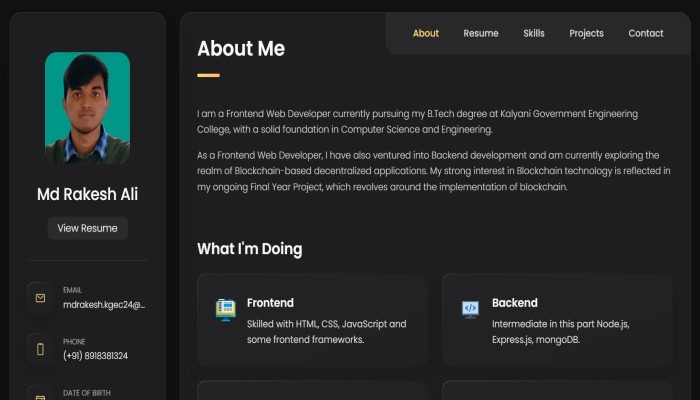 Md Rakesh Ali
View Resume
EMAIL
mdrakesh.kgec24@...
PHONE
(+91) 8918381324
DATE OF BIRTH
About Resume Skills Projects Contact
About Me
I am a Frontend Web Developer currently pursuing my B.Tech degree at Kalyani Government Engineering
College, with a solid foundation in Computer Science and Engineering.
As a Frontend Web Developer, I have also ventured into Backend development and am currently exploring the
realm of Blockchain-based decentralized applications. My strong interest in Blockchain technology is reflected in
my ongoing Final Year Project, which revolves around the implementation of blockchain.
What I'm Doing
Frontend
Skilled with HTML, CSS, JavaScript and
some frontend frameworks.
Backend
Intermediate in this part Node.js,
Express.js, mongoDB.